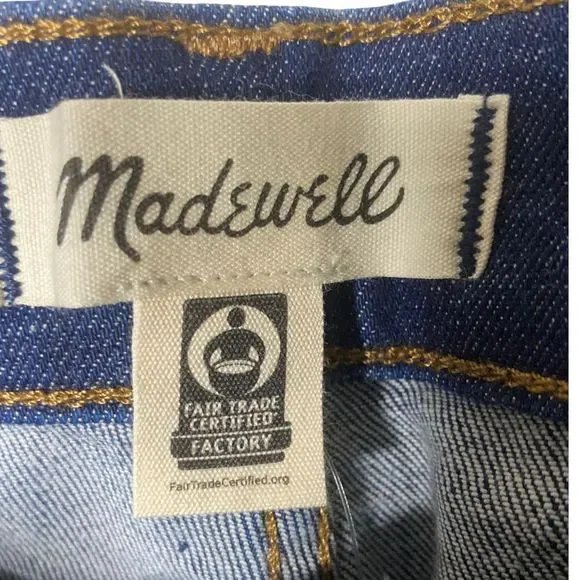 Madewell
FAIR TRADE
CERTIFIED
FACTORY
FairTradeCertified.org